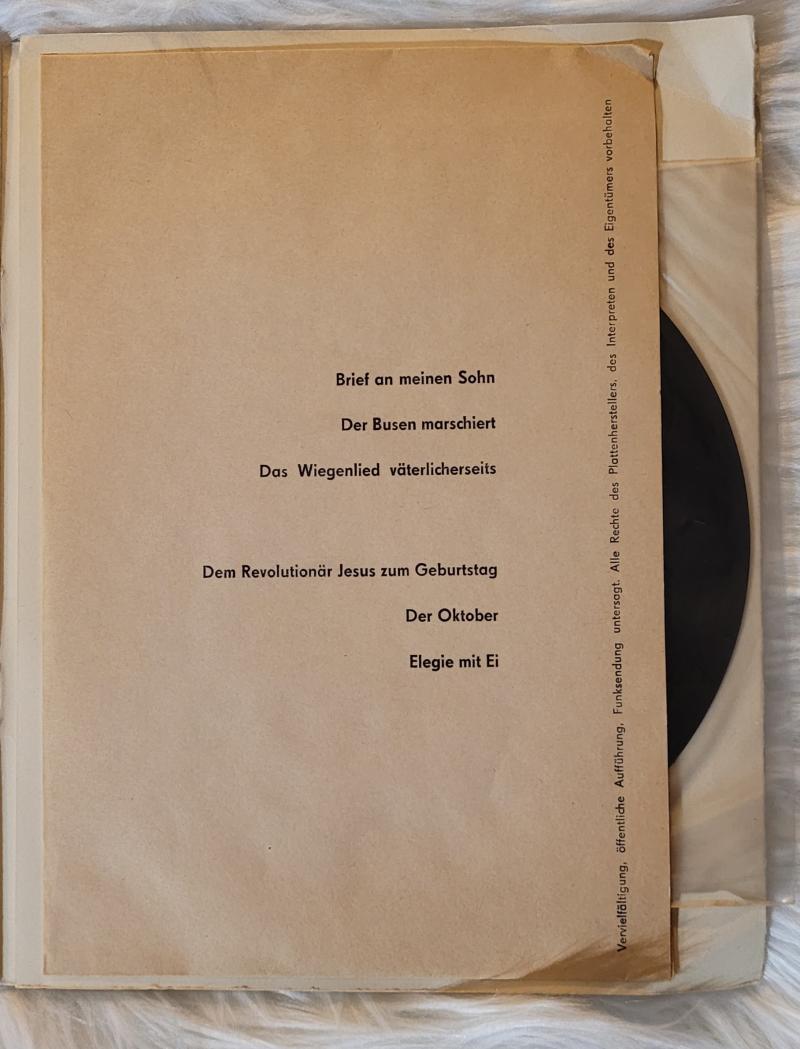 Brief an meinen Sohn
Der Busen marschiert
Das Wiegenlied väterlicherseits
Dem Revolutionär Jesus zum Geburtstag
Der Oktober
Elegie mit Ei
Vervielfältigung, öffentliche Aufführung, Funksendung untersagt. Alle Rechte des Plattenherstellers, des Interpreten und des Eigentümers vorbehalten